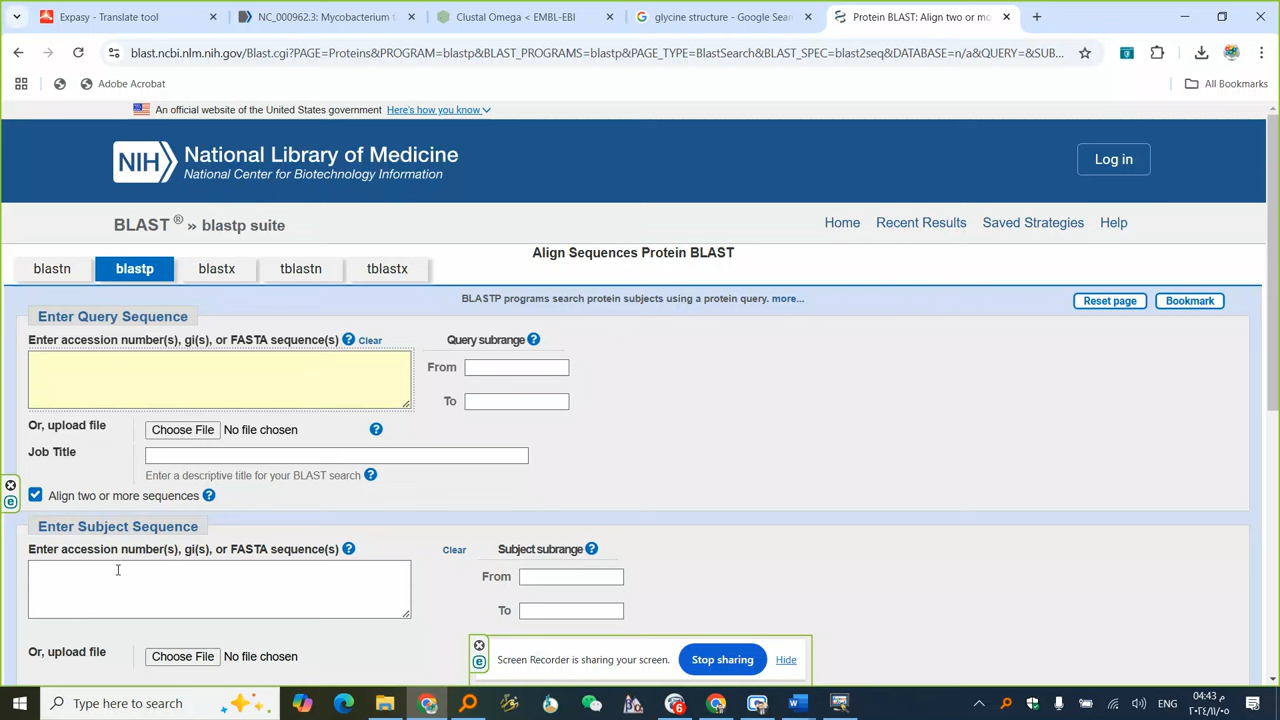 Expasy - Translate tool
NC_000962.3: Mycobacterium t
Clustal Omega < EMBL-EBI
glycine structure - Google Sear
Protein BLAST: Align two or mo
blast.ncbi.nlm.nih.gov/Blast.cgi?PAGE=Proteins&PROGRAM=blastp&BLAST_PROGRAMS=blastp&PAGE_TYPE=BlastSearch&BLAST_SPEC=blast2seq&DATABASE=n/a&QUERY=&SUB...
Adobe Acrobat
All Bookmarks
An official website of the United States government Here's how you know
NIH National Library of Medicine
National Center for Biotechnology Information
Log in
BLAST ® » blastp suite
Home Recent Results Saved Strategies Help
Align Sequences Protein BLAST
blastn blastp blastx tblastn tblastx
BLASTP programs search protein subjects using a protein query. more...
Reset page Bookmark
Enter Query Sequence
Enter accession number(s), gi(s), or FASTA sequence(s) ? Clear
Query subrange ?
From
To
Or, upload file Choose File No file chosen ?
Job Title
Enter a descriptive title for your BLAST search ?
Align two or more sequences ?
Enter Subject Sequence
Enter accession number(s), gi(s), or FASTA sequence(s) ? Clear
Subject subrange ?
From
To
Or, upload file Choose File No file chosen
Screen Recorder is sharing your screen. Stop sharing Hide
Type here to search
6
ENG
04:43 م